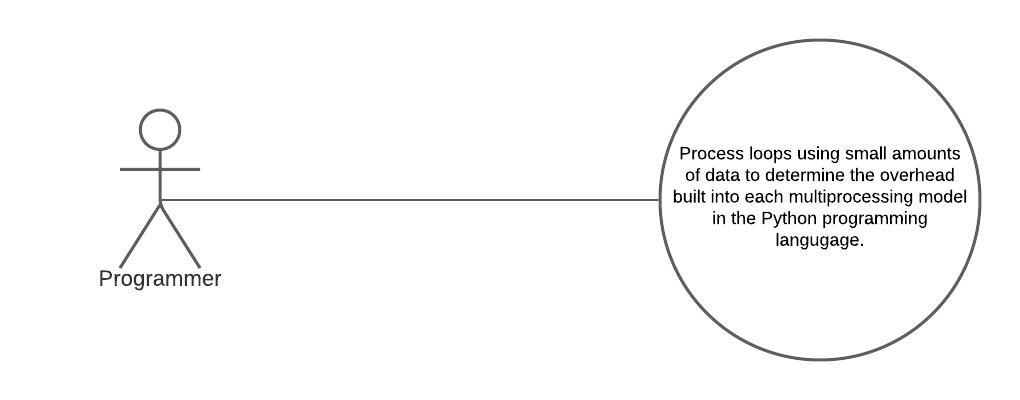 Process loops using small amounts
of data to determine the overhead
built into each multiprocessing model
in the Python programming
langugage.
Programmer